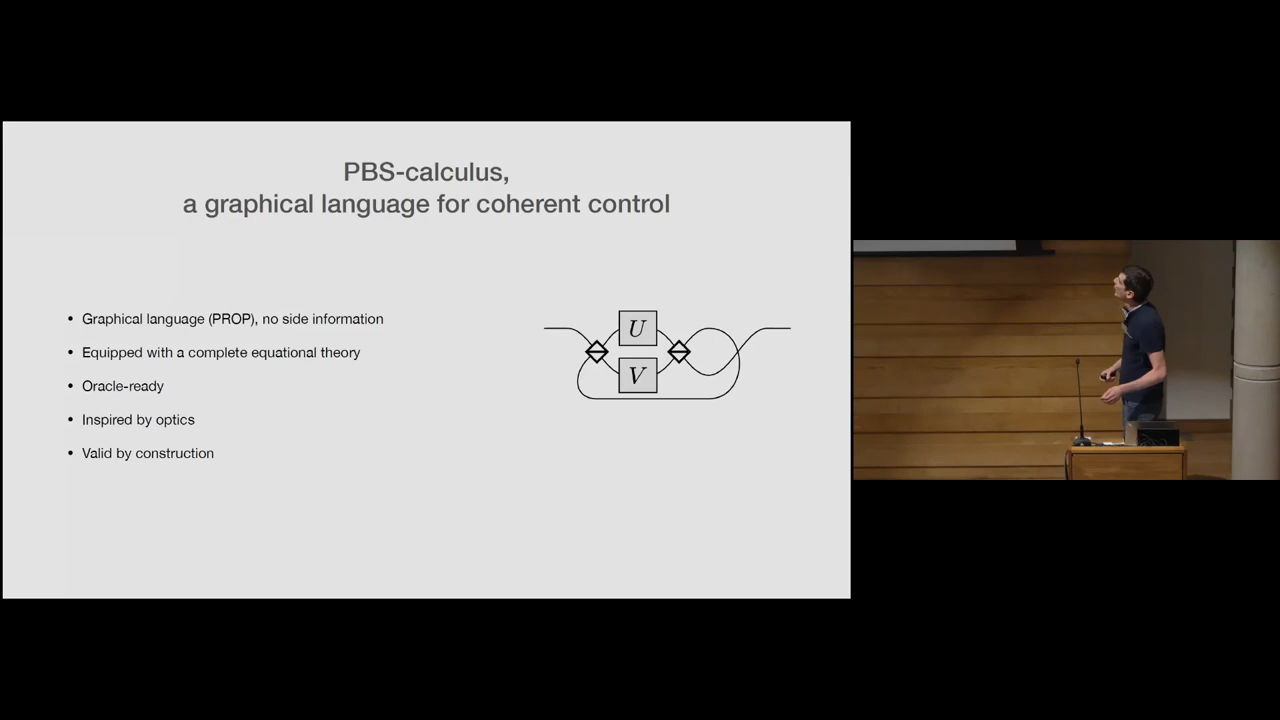 PBS-calculus,
a graphical language for coherent control
• Graphical language (PROP), no side information
• Equipped with a complete equational theory
• Oracle-ready
• Inspired by optics
• Valid by construction
U
V